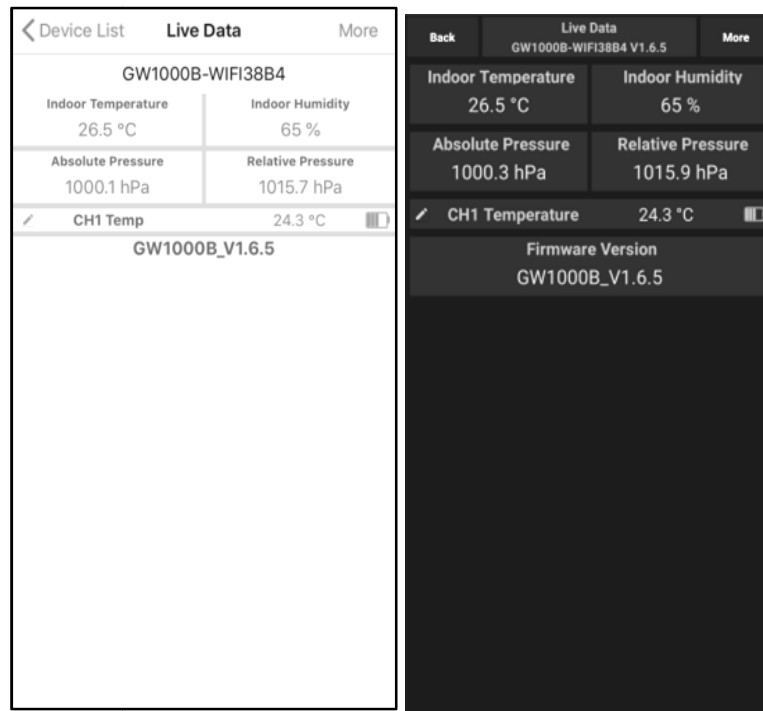 Device List Live Data More
GW1000B-WIFI38B4
Indoor Temperature Indoor Humidity
26.5 °C 65 %
Absolute Pressure Relative Pressure
1000.1 hPa 1015.7 hPa
CH1 Temp 24.3 °C
GW1000B_V1.6.5
Back Live Data More
GW1000B-WIFI38B4 V1.6.5
Indoor Temperature Indoor Humidity
26.5 °C 65 %
Absolute Pressure Relative Pressure
1000.3 hPa 1015.9 hPa
CH1 Temperature 24.3 °C
Firmware Version
GW1000B_V1.6.5